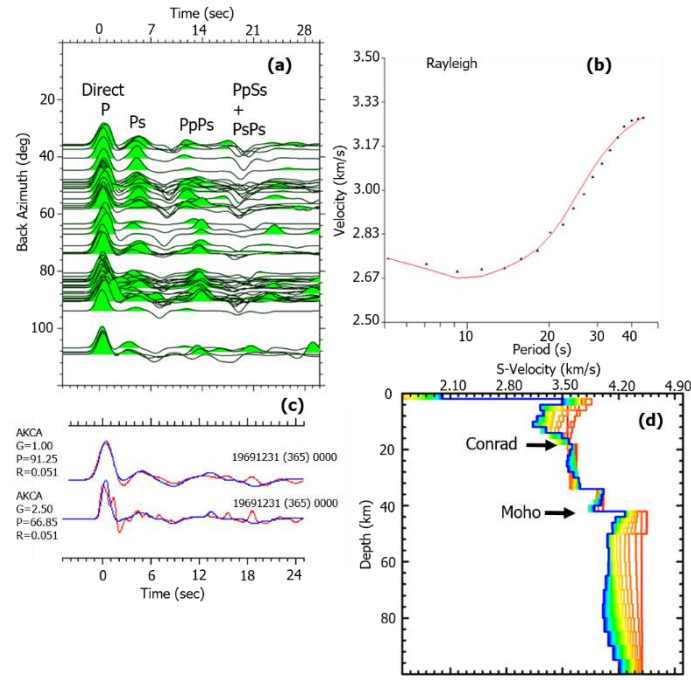 Time (sec)
0 7 14 21 28
(a)
Direct
P
Ps
PpPs
PpSs
+
PsPs
20
40
60
80
100
Back Azimuth (deg)
(b)
Rayleigh
3.50
3.33
3.17
3.00
2.83
2.67
2.50
Velocity (km/s)
10 20 30 40
Period (s)
(c)
AKCA
G=1.00
P=91.25
R=0.051
19691231 (365) 0000
AKCA
G=2.50
P=66.85
R=0.051
19691231 (365) 0000
0 6 12 18 24
Time (sec)
S-Velocity (km/s)
2.10 2.80 3.50 4.20 4.90
(d)
0
20
40
60
80
Depth (km)
Conrad
Moho